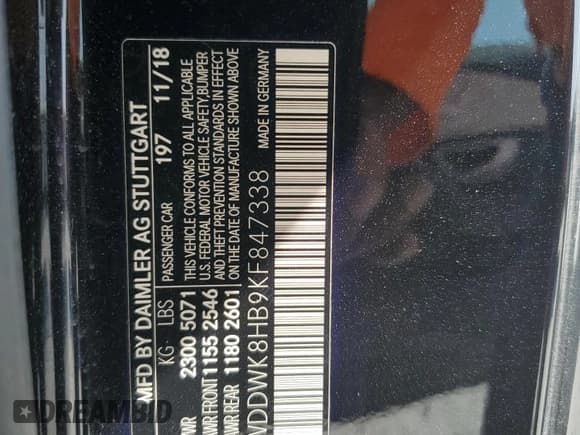 MFD BY DAIMLER AG STUTTGART
KG LBS PASSENGER CAR 197 11/18
2300 5071 THIS VEHICLE CONFORMS TO ALL APPLICABLE
FRONT 1155 2546 U.S. FEDERAL MOTOR VEHICLE SAFETY, BUMPER
AND THEFT PREVENTION STANDARDS IN EFFECT
REAR 1180 2601 ON THE DATE OF MANUFACTURE SHOWN ABOVE
MADE IN GERMANY
WDDWK8HB9KF847338
DREAMBID